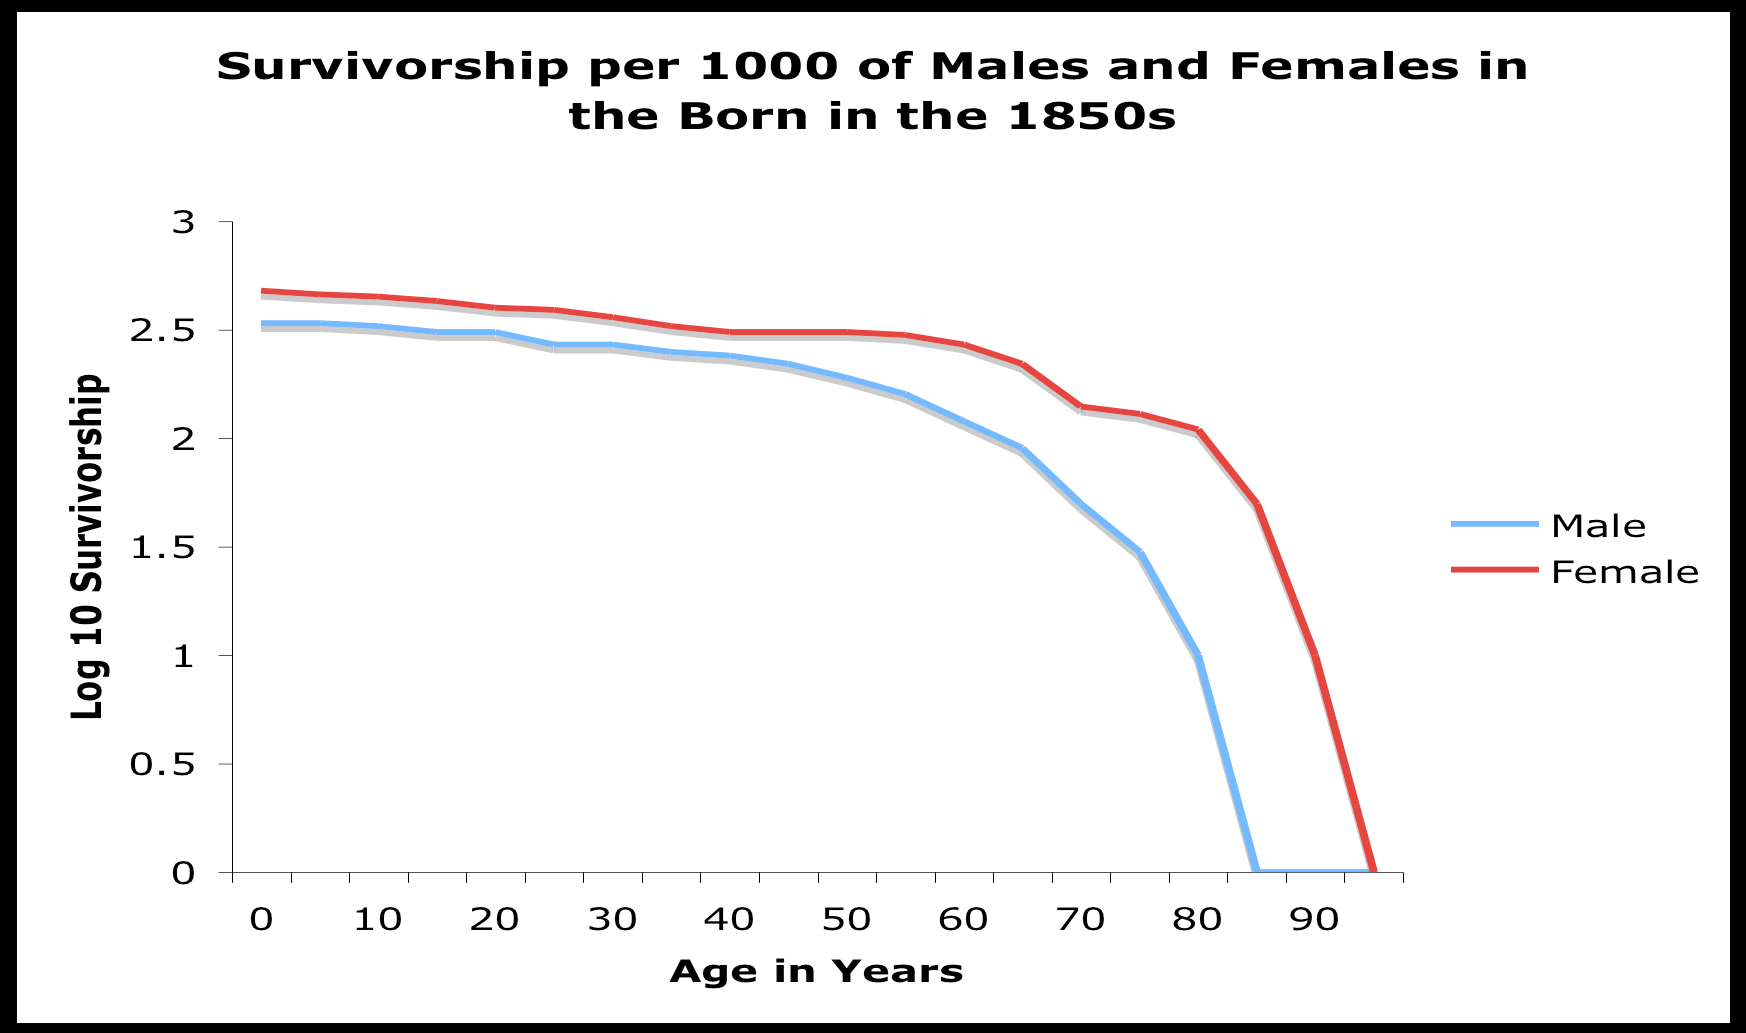 Survivorship per 1000 of Males and Females in
the Born in the 1850s
3
2.5
2
1.5
1
0.5
0
Log 10 Survivorship
0 10 20 30 40 50 60 70 80 90
Age in Years
Male
Female